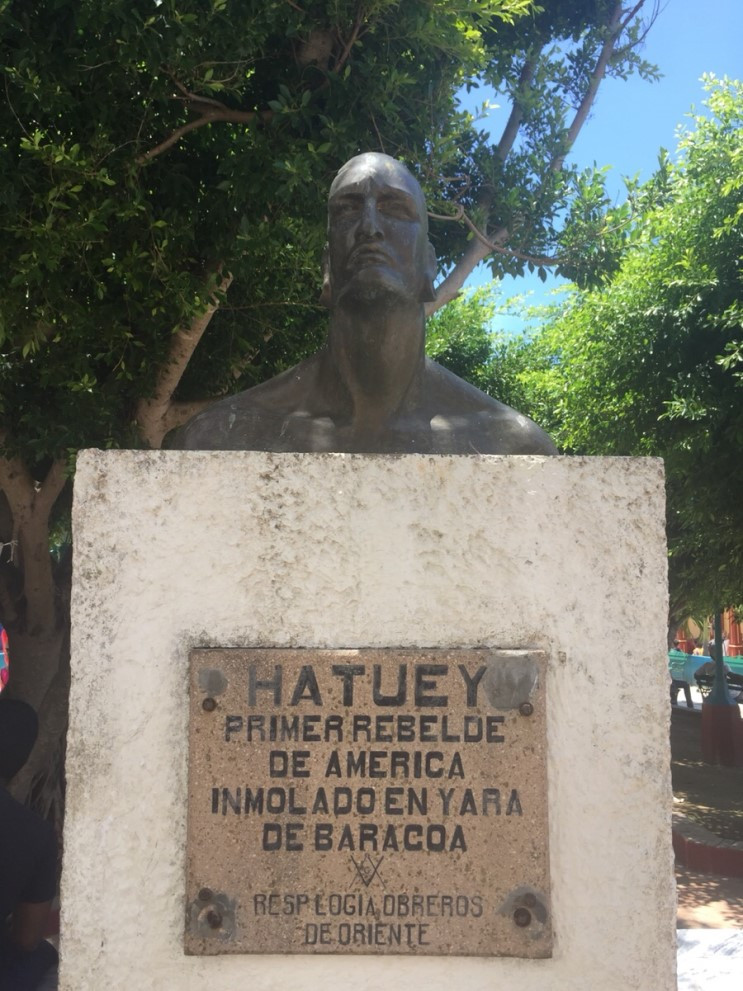 HATUEY
PRIMER REBELDE
DE AMERICA
INMOLADO EN YARA
DE BARACOA
RESP LOGIA OBREROS
DE ORIENTE